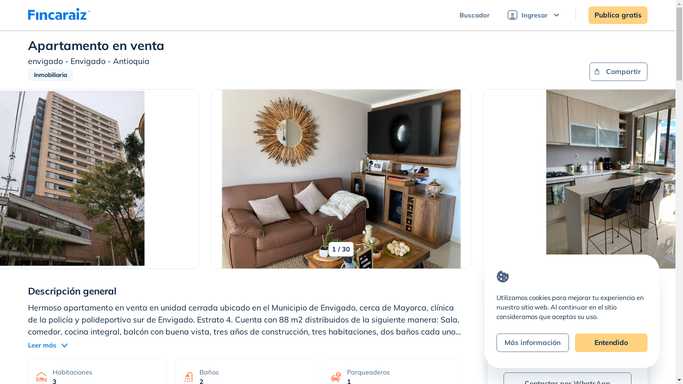 Fincaraiz
Buscador
Ingresar
Publica gratis
Apartamento en venta
envigado - Envigado - Antioquia
Inmobiliaria
Compartir
1 / 30
Descripción general
Hermoso apartamento en venta en unidad cerrada ubicado en el Municipio de Envigado, cerca de Mayorca, clínica
de la policía y polideportivo sur de Envigado. Estrato 4. Cuenta con 88 m2 distribuidos de la siguiente manera: Sala,
comedor, cocina integral, balcón con buena vista, tres años de construcción, tres habitaciones, dos baños cada uno...
Leer más
Habitaciones
3
Baños
2
Parqueaderos
1
Utilizamos cookies para mejorar tu experiencia en
nuestro sitio web. Al continuar en el sitio
consideramos que aceptas su uso.
Más información
Entendido
Contactar por WhatsApp